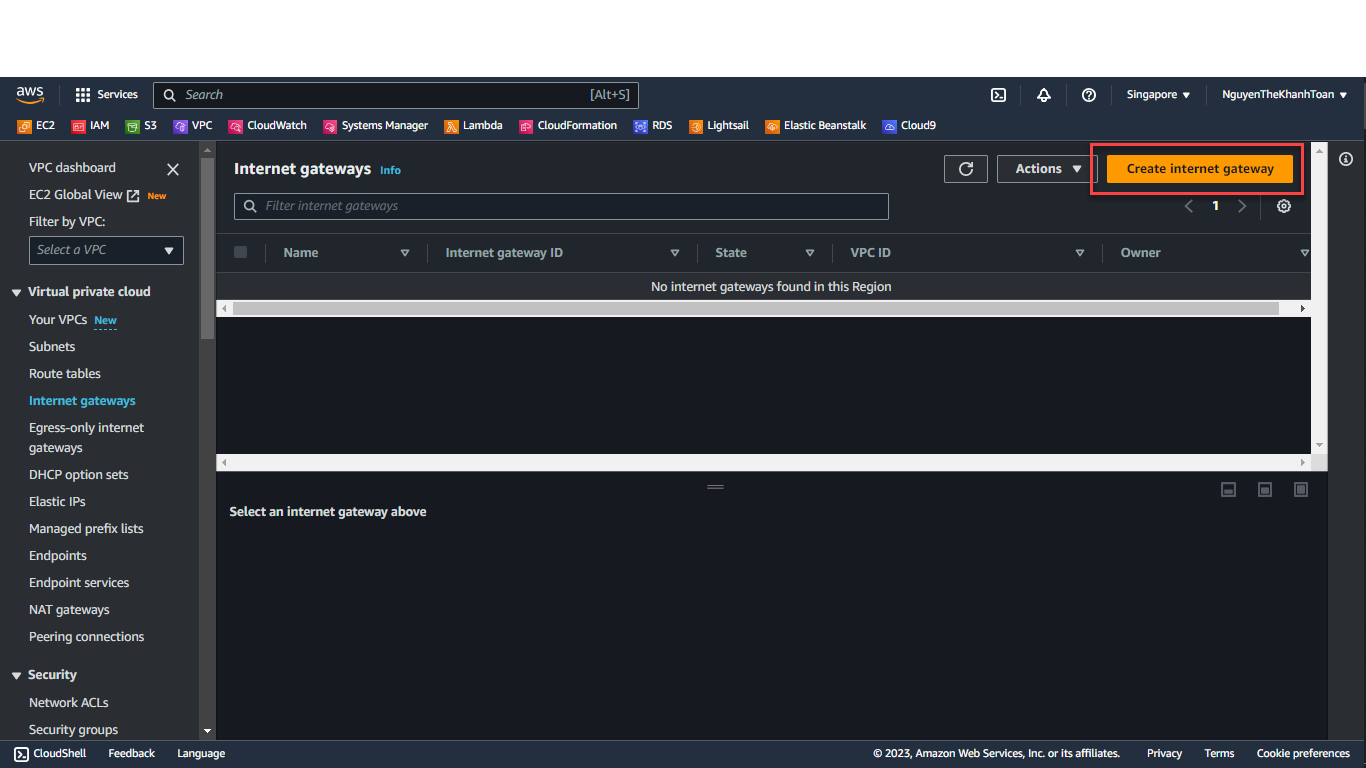 aws
Services
Search [Alt+S]
Singapore
NguyenTheKhanhToan
EC2 IAM S3 VPC CloudWatch Systems Manager Lambda CloudFormation RDS Lightsail Elastic Beanstalk Cloud9
VPC dashboard
EC2 Global View New
Filter by VPC:
Select a VPC
Virtual private cloud
Your VPCs New
Subnets
Route tables
Internet gateways
Egress-only internet
gateways
DHCP option sets
Elastic IPs
Managed prefix lists
Endpoints
Endpoint services
NAT gateways
Peering connections
Security
Network ACLs
Security groups
Internet gateways Info
Actions
Create internet gateway
Filter internet gateways
1
Name Internet gateway ID State VPC ID Owner
No internet gateways found in this Region
Select an internet gateway above
CloudShell Feedback Language
© 2023, Amazon Web Services, Inc. or its affiliates. Privacy Terms Cookie preferences